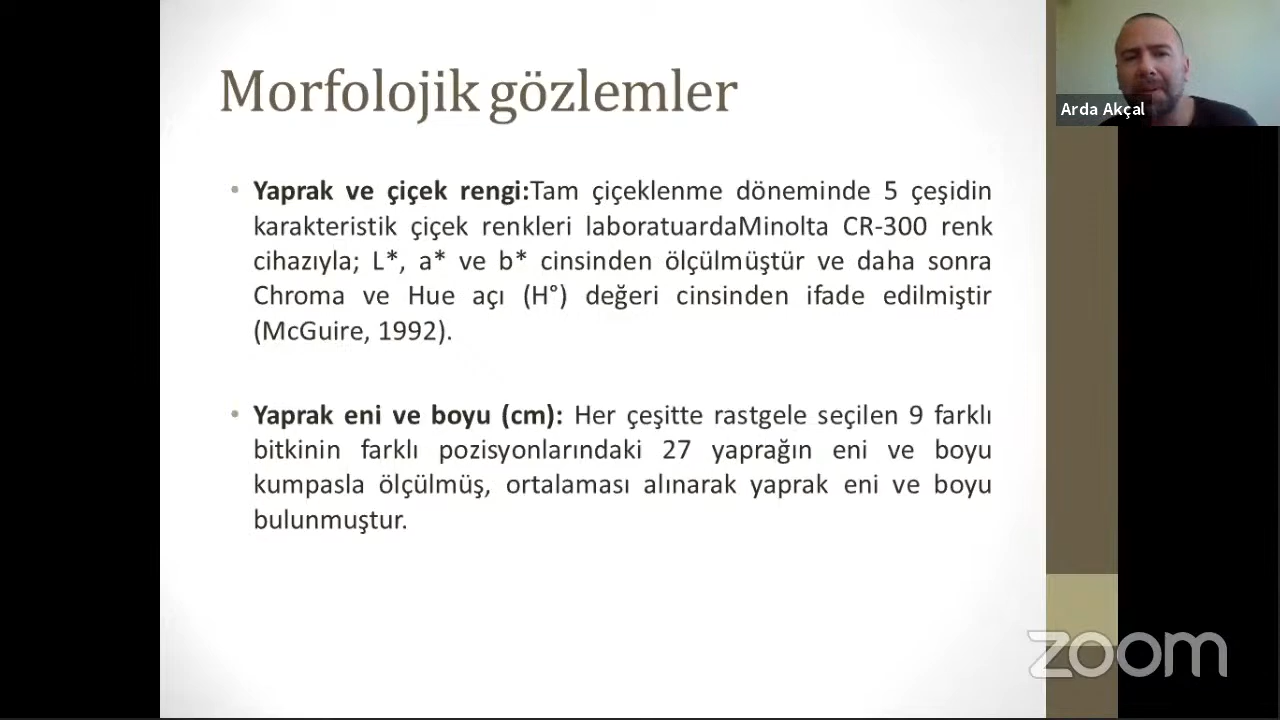 Morfolojik gözlemler
Arda Akçal
• Yaprak ve çiçek rengi:Tam çiçeklenme döneminde 5 çeşidin
karakteristik çiçek renkleri laboratuardaMinolta CR-300 renk
cihazıyla; L*, a* ve b* cinsinden ölçülmüştür ve daha sonra
Chroma ve Hue açı (H°) değeri cinsinden ifade edilmiştir
(McGuire, 1992).
• Yaprak eni ve boyu (cm): Her çeşitte rastgele seçilen 9 farklı
bitkinin farklı pozisyonlarındaki 27 yaprağın eni ve boyu
kumpasla ölçülmüş, ortalaması alınarak yaprak eni ve boyu
bulunmuştur.
zoom